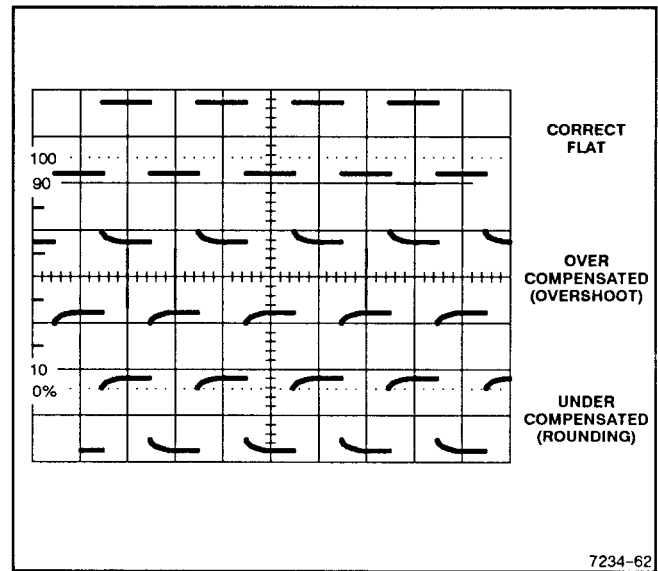 CORRECT
FLAT
100
90
OVER
COMPENSATED
(OVERSHOOT)
10
0%
UNDER
COMPENSATED
(ROUNDING)
7234-62